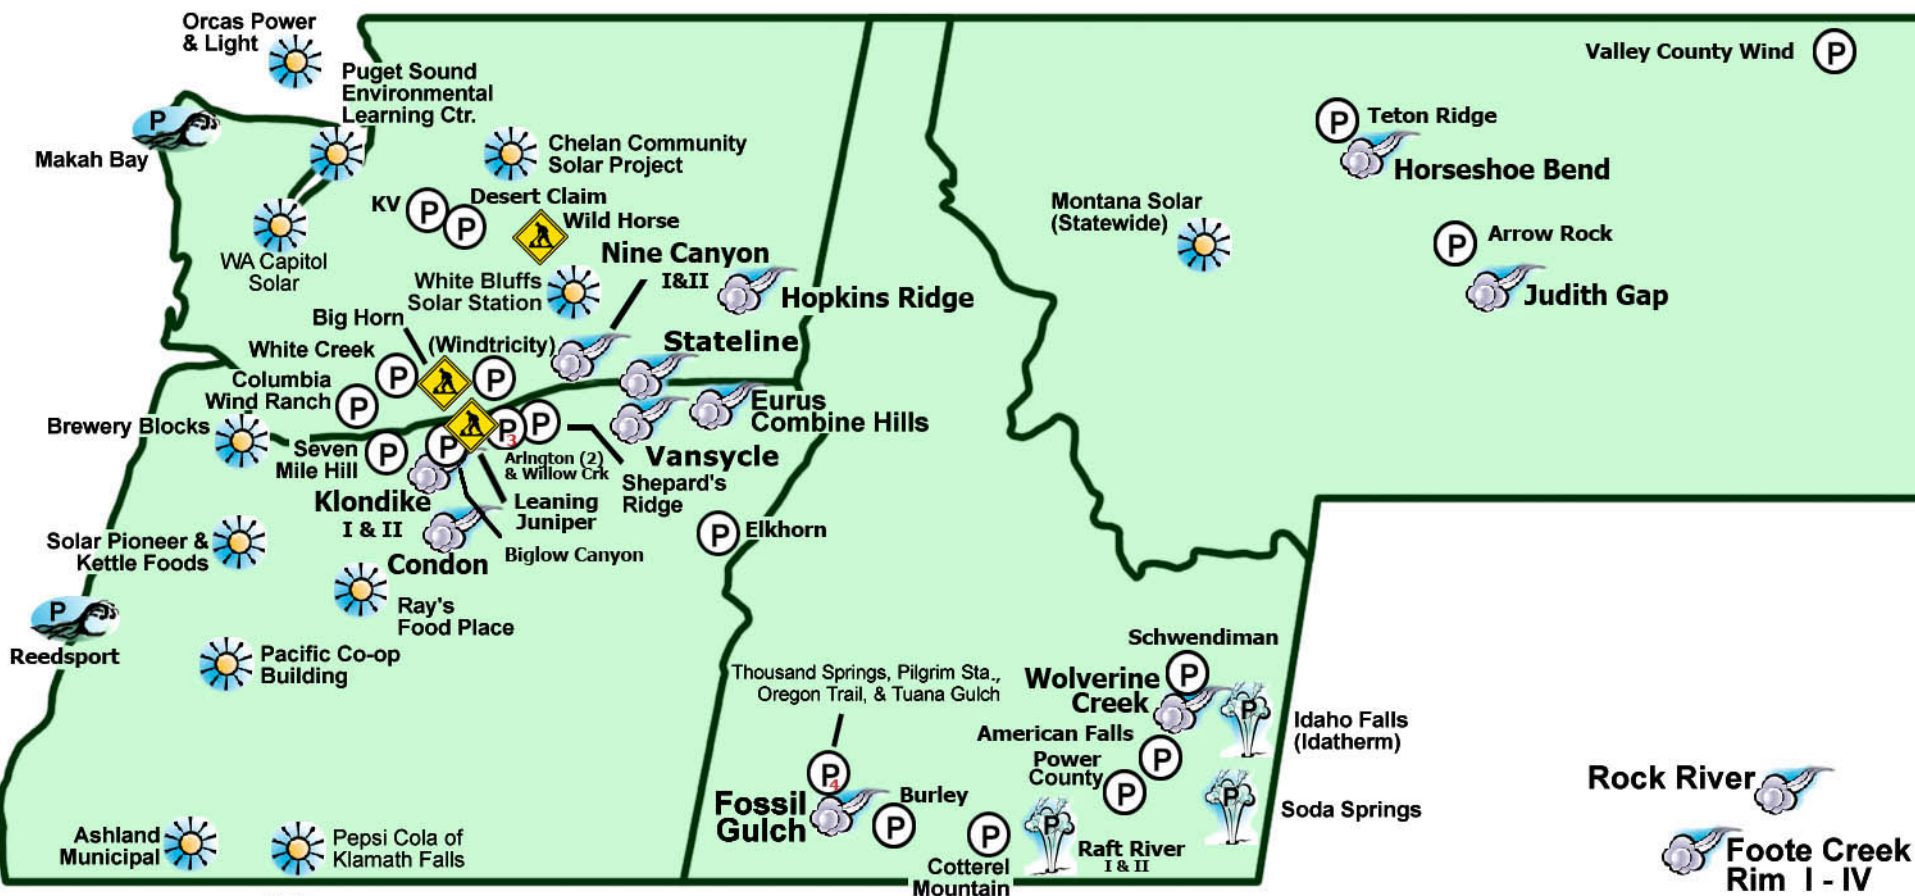 Orcas Power
& Light
Puget Sound
Environmental
Learning Ctr.
P
Makah Bay
Chelan Community
Solar Project
KV
P
P
Desert Claim
Wild Horse
WA Capitol
Solar
Nine Canyon
I&II
White Bluffs
Solar Station
Hopkins Ridge
Big Horn
(Windtricity)
Stateline
White Creek
P
P
Columbia
Wind Ranch
P
Eurus
Combine Hills
Brewery Blocks
Seven
Mile Hill
P
P
P
3
P
Arlngton (2)
& Willow Crk
Vansycle
Shepard's
Ridge
Klondike
I & II
Leaning
Juniper
Biglow Canyon
Condon
P
Elkhorn
Solar Pioneer &
Kettle Foods
Ray's
Food Place
P
Reedsport
Pacific Co-op
Building
Ashland
Municipal
Pepsi Cola of
Klamath Falls
Valley County Wind
P
P
Teton Ridge
Horseshoe Bend
Montana Solar
(Statewide)
P
Arrow Rock
Judith Gap
Thousand Springs, Pilgrim Sta.,
Oregon Trail, & Tuana Gulch
P
4
Fossil
Gulch
Burley
P
P
Cotterel
Mountain
Schwendiman
P
Wolverine
Creek
P
Idaho Falls
(Idatherm)
American Falls
P
Power
County
P
P
Soda Springs
P
Raft River
I & II
Rock River
Foote Creek
Rim I - IV